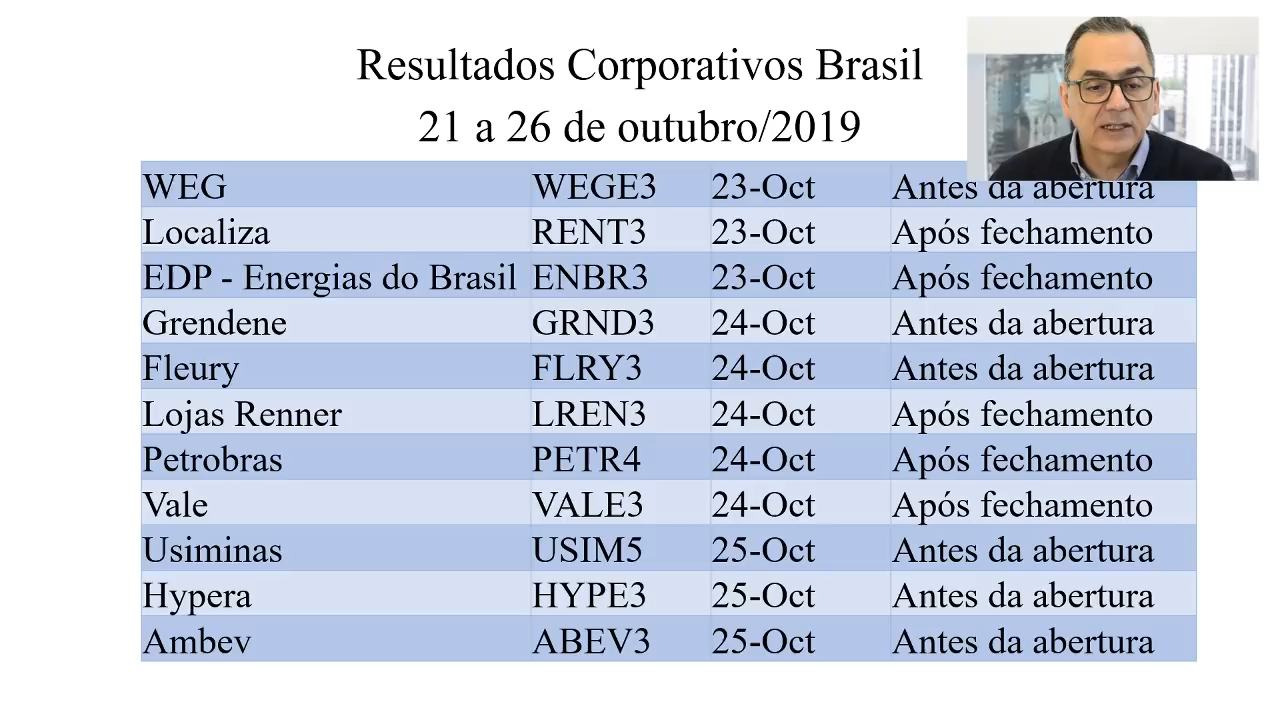 Resultados Corporativos Brasil
21 a 26 de outubro/2019
WEG WEGE3 23-Oct Antes da abertura
Localiza RENT3 23-Oct Após fechamento
EDP - Energias do Brasil ENBR3 23-Oct Após fechamento
Grendene GRND3 24-Oct Antes da abertura
Fleury FLRY3 24-Oct Antes da abertura
Lojas Renner LREN3 24-Oct Após fechamento
Petrobras PETR4 24-Oct Após fechamento
Vale VALE3 24-Oct Após fechamento
Usiminas USIM5 25-Oct Antes da abertura
Hypera HYPE3 25-Oct Antes da abertura
Ambev ABEV3 25-Oct Antes da abertura